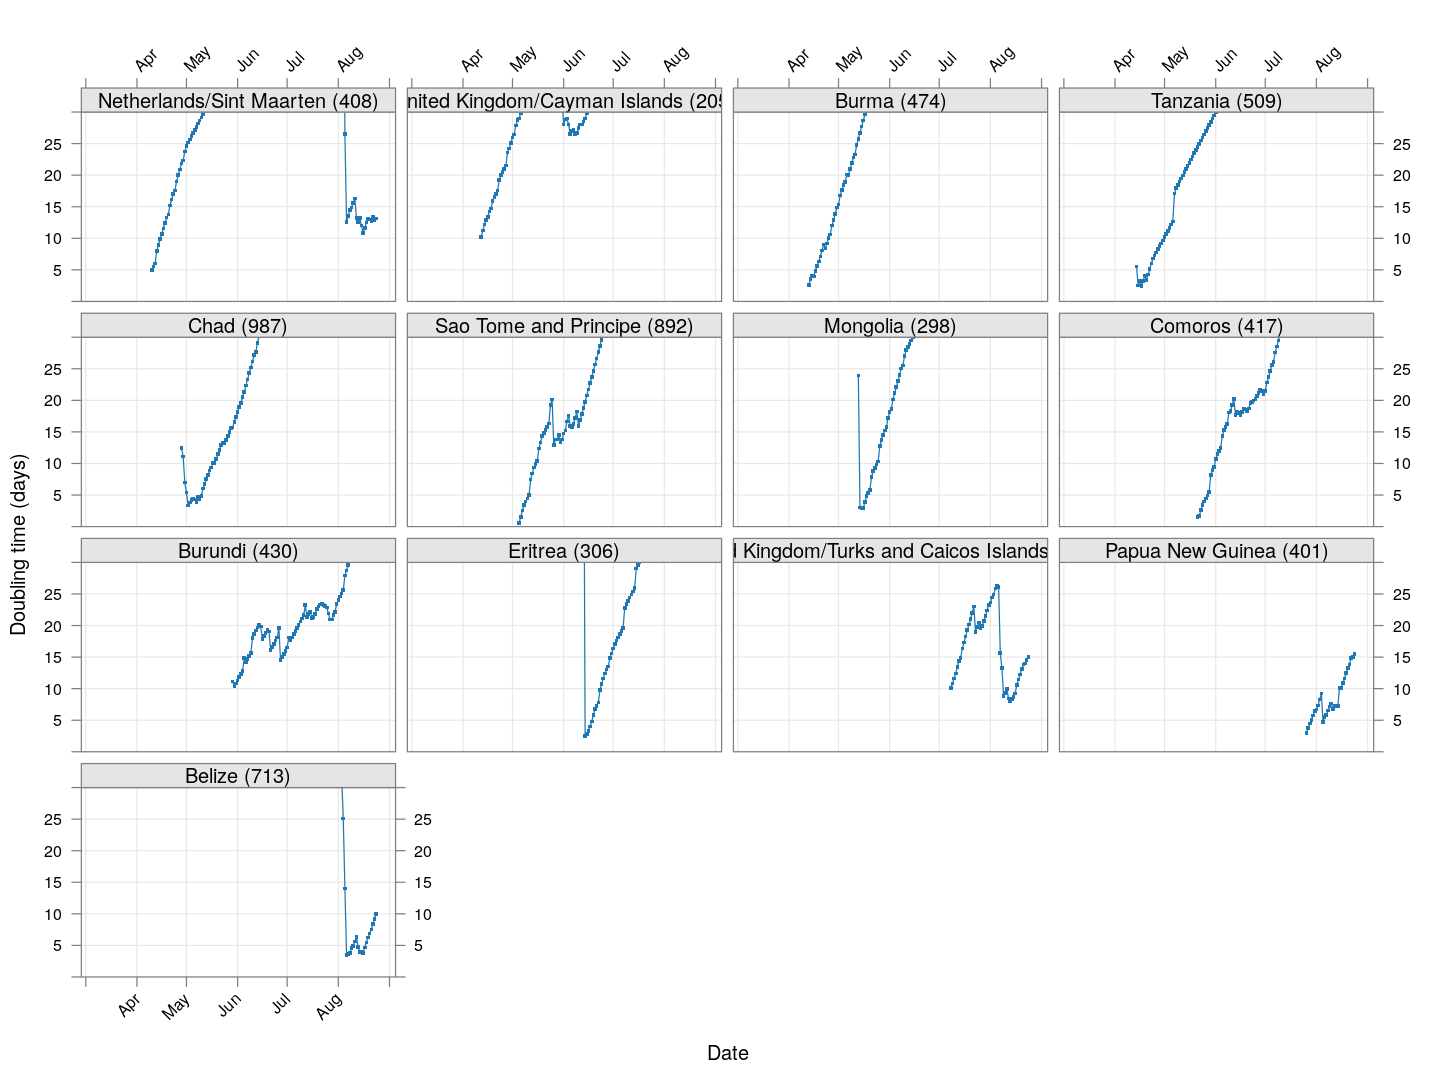 Apr May Jun Jul Aug Apr May Jun Jul Aug Apr May Jun Jul Aug Apr May Jun Jul Aug
Netherlands/Sint Maarten (408) nited Kingdom/Cayman Islands (205 Burma (474) Tanzania (509)
25 25
20 20
15 15
10 10
5 5
Chad (987) Sao Tome and Principe (892) Mongolia (298) Comoros (417)
25 25
20 20
15 15
10 10
5 5
Burundi (430) Eritrea (306) Kingdom/Turks and Caicos Islands Papua New Guinea (401)
25 25
20 20
15 15
10 10
5 5
Belize (713)
25 25
20 20
15 15
10 10
5 5
Apr May Jun Jul Aug
Doubling time (days)
Date